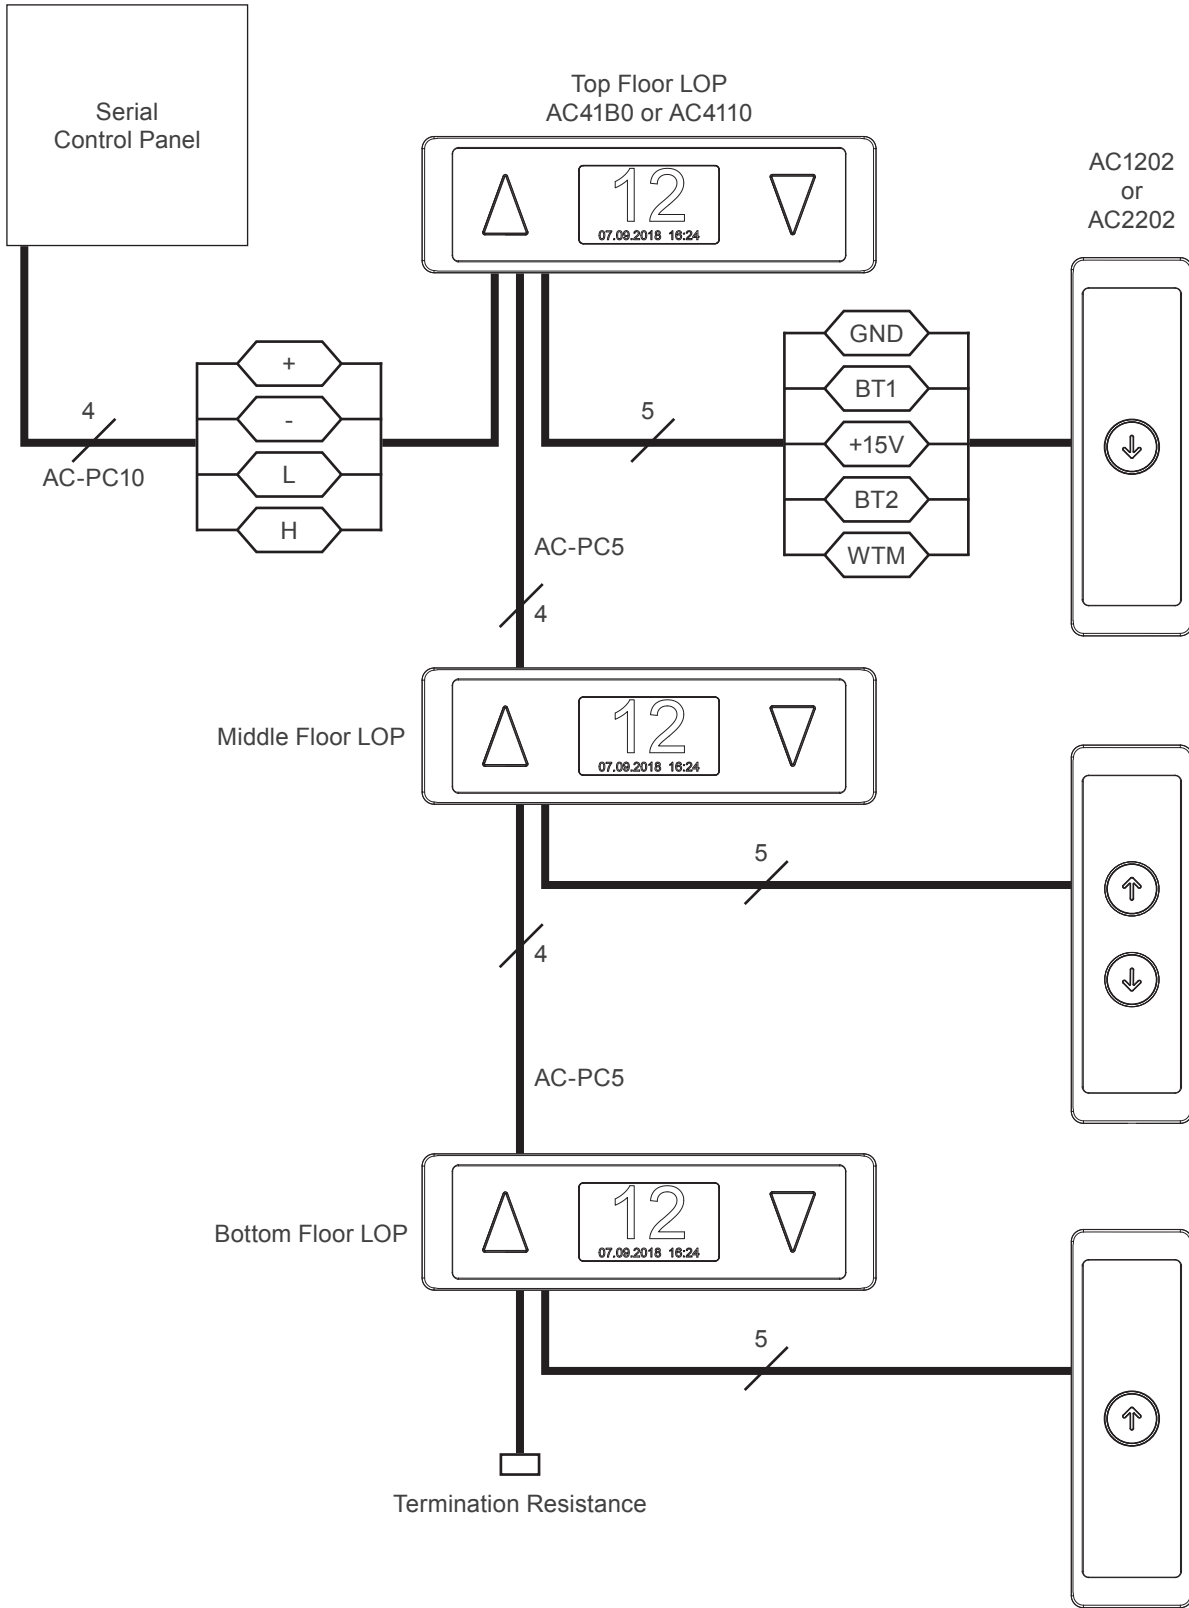 Serial
Control Panel
Top Floor LOP
AC41B0 or AC4110
12
07.09.2018 16:24
AC1202
or
AC2202
+
-
L
H
4
AC-PC10
GND
BT1
+15V
BT2
WTM
5
AC-PC5
4
Middle Floor LOP
12
07.09.2018 16:24
5
4
AC-PC5
Bottom Floor LOP
12
07.09.2018 16:24
5
Termination Resistance